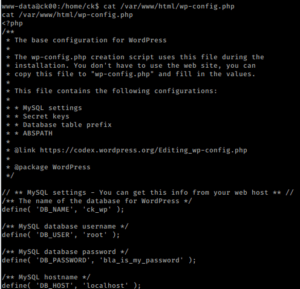 www-data@ck00:/home/ck$ cat /var/www/html/wp-config.php
cat /var/www/html/wp-config.php
<?php
/**
 * The base configuration for WordPress
 *
 * The wp-config.php creation script uses this file during the
 * installation. You don't have to use the web site, you can
 * copy this file to "wp-config.php" and fill in the values.
 *
 * This file contains the following configurations:
 *
 * * MySQL settings
 * * Secret keys
 * * Database table prefix
 * * ABSPATH
 *
 * @link https://codex.wordpress.org/Editing_wp-config.php
 *
 * @package WordPress
 */
// ** MySQL settings - You can get this info from your web host ** //
/** The name of the database for WordPress */
define( 'DB_NAME', 'ck_wp' );
/** MySQL database username */
define( 'DB_USER', 'root' );
/** MySQL database password */
define( 'DB_PASSWORD', 'bla_is_my_password' );
/** MySQL hostname */
define( 'DB_HOST', 'localhost' );